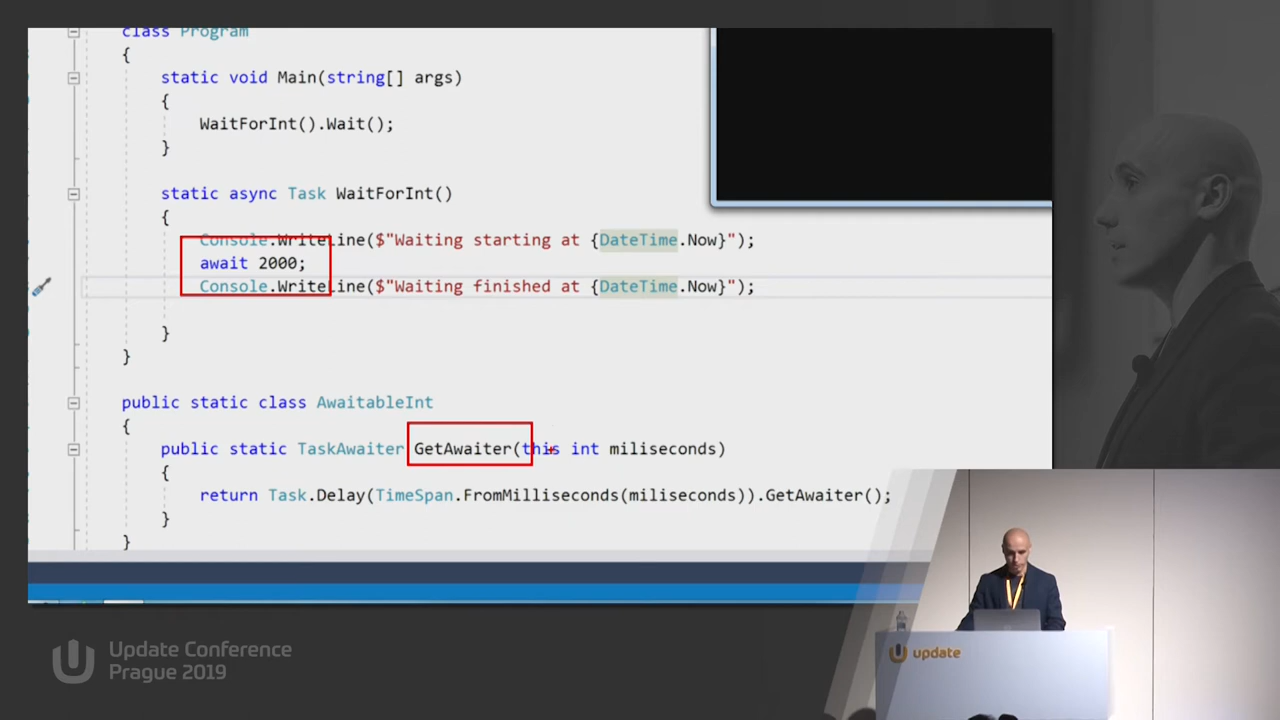 class Program
{
static void Main(string[] args)
{
WaitForInt().Wait();
}
static async Task WaitForInt()
{
Console.WriteLine($"Waiting starting at {DateTime.Now}");
await 2000;
Console.WriteLine($"Waiting finished at {DateTime.Now}");
}
}
public static class AwaitableInt
{
public static TaskAwaiter GetAwaiter(this int miliseconds)
{
return Task.Delay(TimeSpan.FromMilliseconds(miliseconds)).GetAwaiter();
}
}
Update Conference
Prague 2019
update